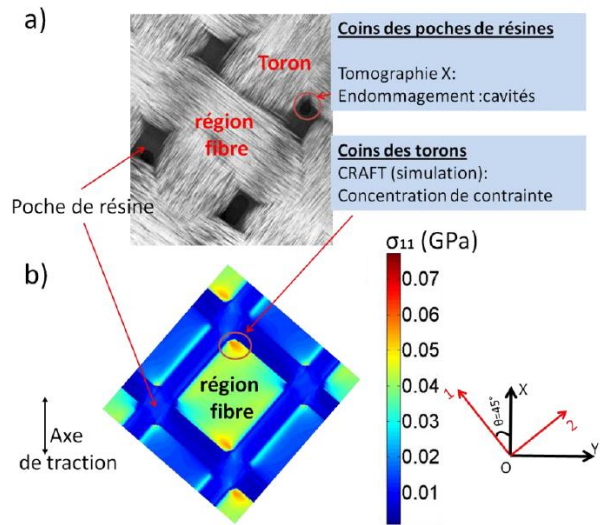 a)
Toron
région
fibre
Poche de résine
Coins des poches de résines
Tomographie X:
Endommagement :cavités
Coins des torons
CRAFT (simulation):
Concentration de contrainte
b)
région
fibre
Axe
de traction
σ11 (GPa)
0.07
0.06
0.05
0.04
0.03
0.02
0.01
X
θ=45°
1
2
O
Y